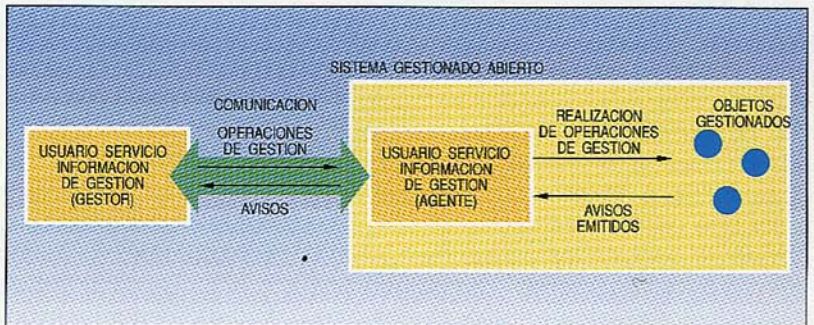 SISTEMA GESTIONADO ABIERTO
COMUNICACION
OPERACIONES
DE GESTION
AVISOS
USUARIO SERVICIO
INFORMACION
DE GESTION
(GESTOR)
USUARIO SERVICIO
INFORMACION
DE GESTION
(AGENTE)
REALIZACION
DE OPERACIONES
DE GESTION
AVISOS
EMITIDOS
OBJETOS
GESTIONADOS